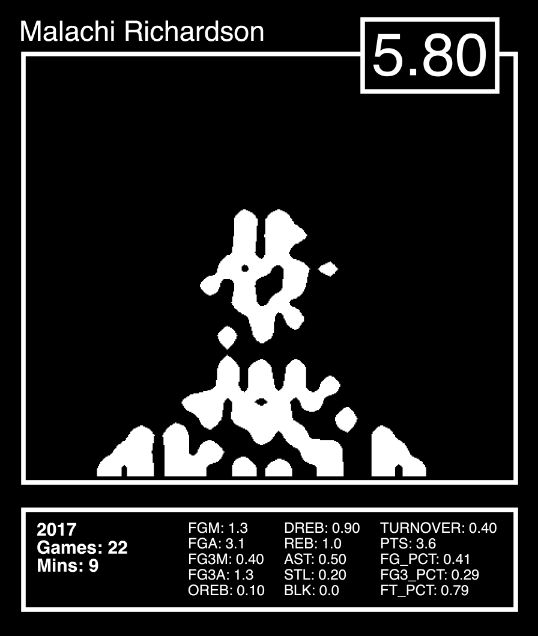 Malachi Richardson
5.80
2017
Games: 22
Mins: 9
FGM: 1.3
FGA: 3.1
FG3M: 0.40
FG3A: 1.3
OREB: 0.10
DREB: 0.90
REB: 1.0
AST: 0.50
STL: 0.20
BLK: 0.0
TURNOVER: 0.40
PTS: 3.6
FG_PCT: 0.41
FG3_PCT: 0.29
FT_PCT: 0.79